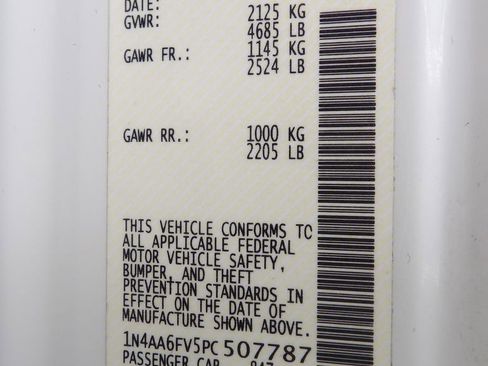 DATE:
GVWR: 2125 KG
4685 LB
GAWR FR.: 1145 KG
2524 LB
GAWR RR.: 1000 KG
2205 LB
THIS VEHICLE CONFORMS TO
ALL APPLICABLE FEDERAL
MOTOR VEHICLE SAFETY,
BUMPER, AND THEFT
PREVENTION STANDARDS IN
EFFECT ON THE DATE OF
MANUFACTURE SHOWN ABOVE.
1N4AA6FV5PC507787
PASSENGER CAR 847